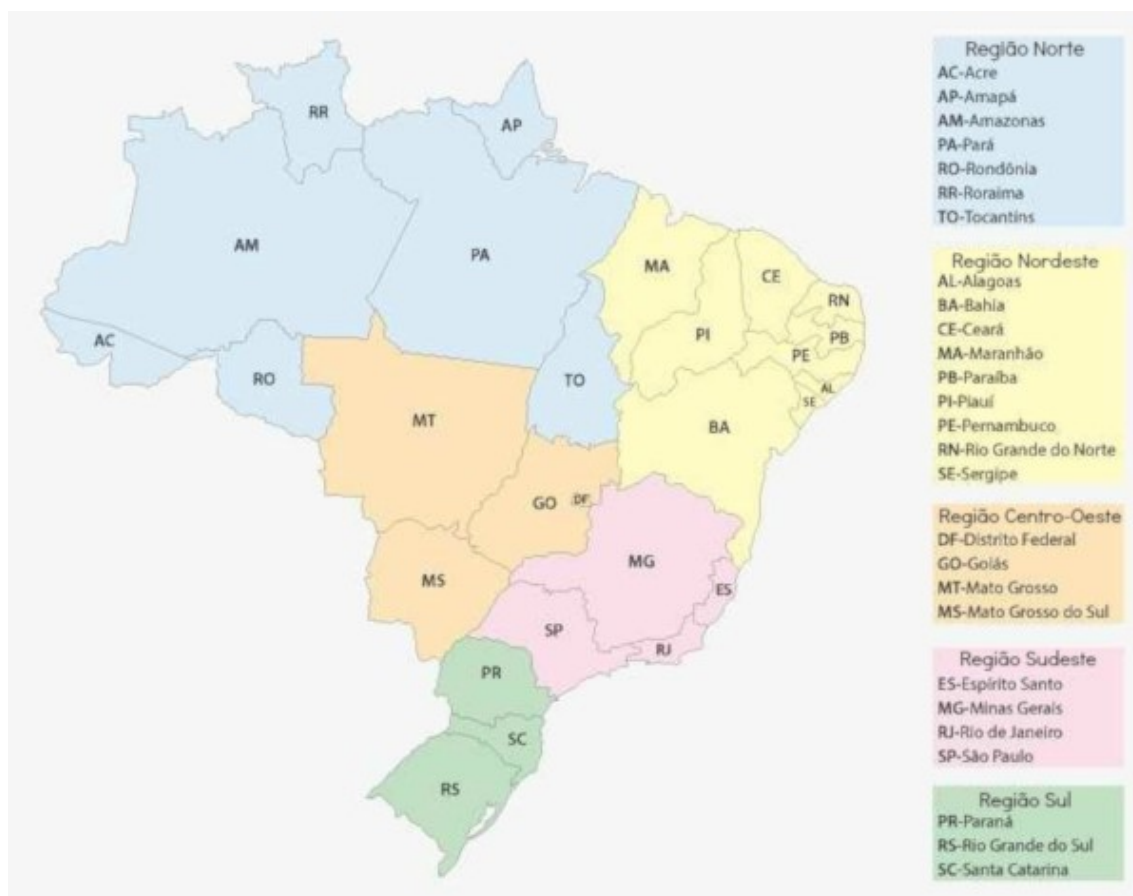 RR
AP
AM
PA
MA
CE
RN
PI
PB
PE
AC
RO
TO
AL
SE
MT
BA
GO
DF
MG
MS
ES
SP
RJ
PR
SC
RS
Região Norte
AC-Acre
AP-Amapá
AM-Amazonas
PA-Pará
RO-Rondônia
RR-Roraima
TO-Tocantins
Região Nordeste
AL-Alagoas
BA-Bahia
CE-Ceará
MA-Maranhão
PB-Paraíba
PI-Piauí
PE-Pernambuco
RN-Rio Grande do Norte
SE-Sergipe
Região Centro-Oeste
DF-Distrito Federal
GO-Goiás
MT-Mato Grosso
MS-Mato Grosso do Sul
Região Sudeste
ES-Espírito Santo
MG-Minas Gerais
RJ-Rio de Janeiro
SP-São Paulo
Região Sul
PR-Paraná
RS-Rio Grande do Sul
SC-Santa Catarina